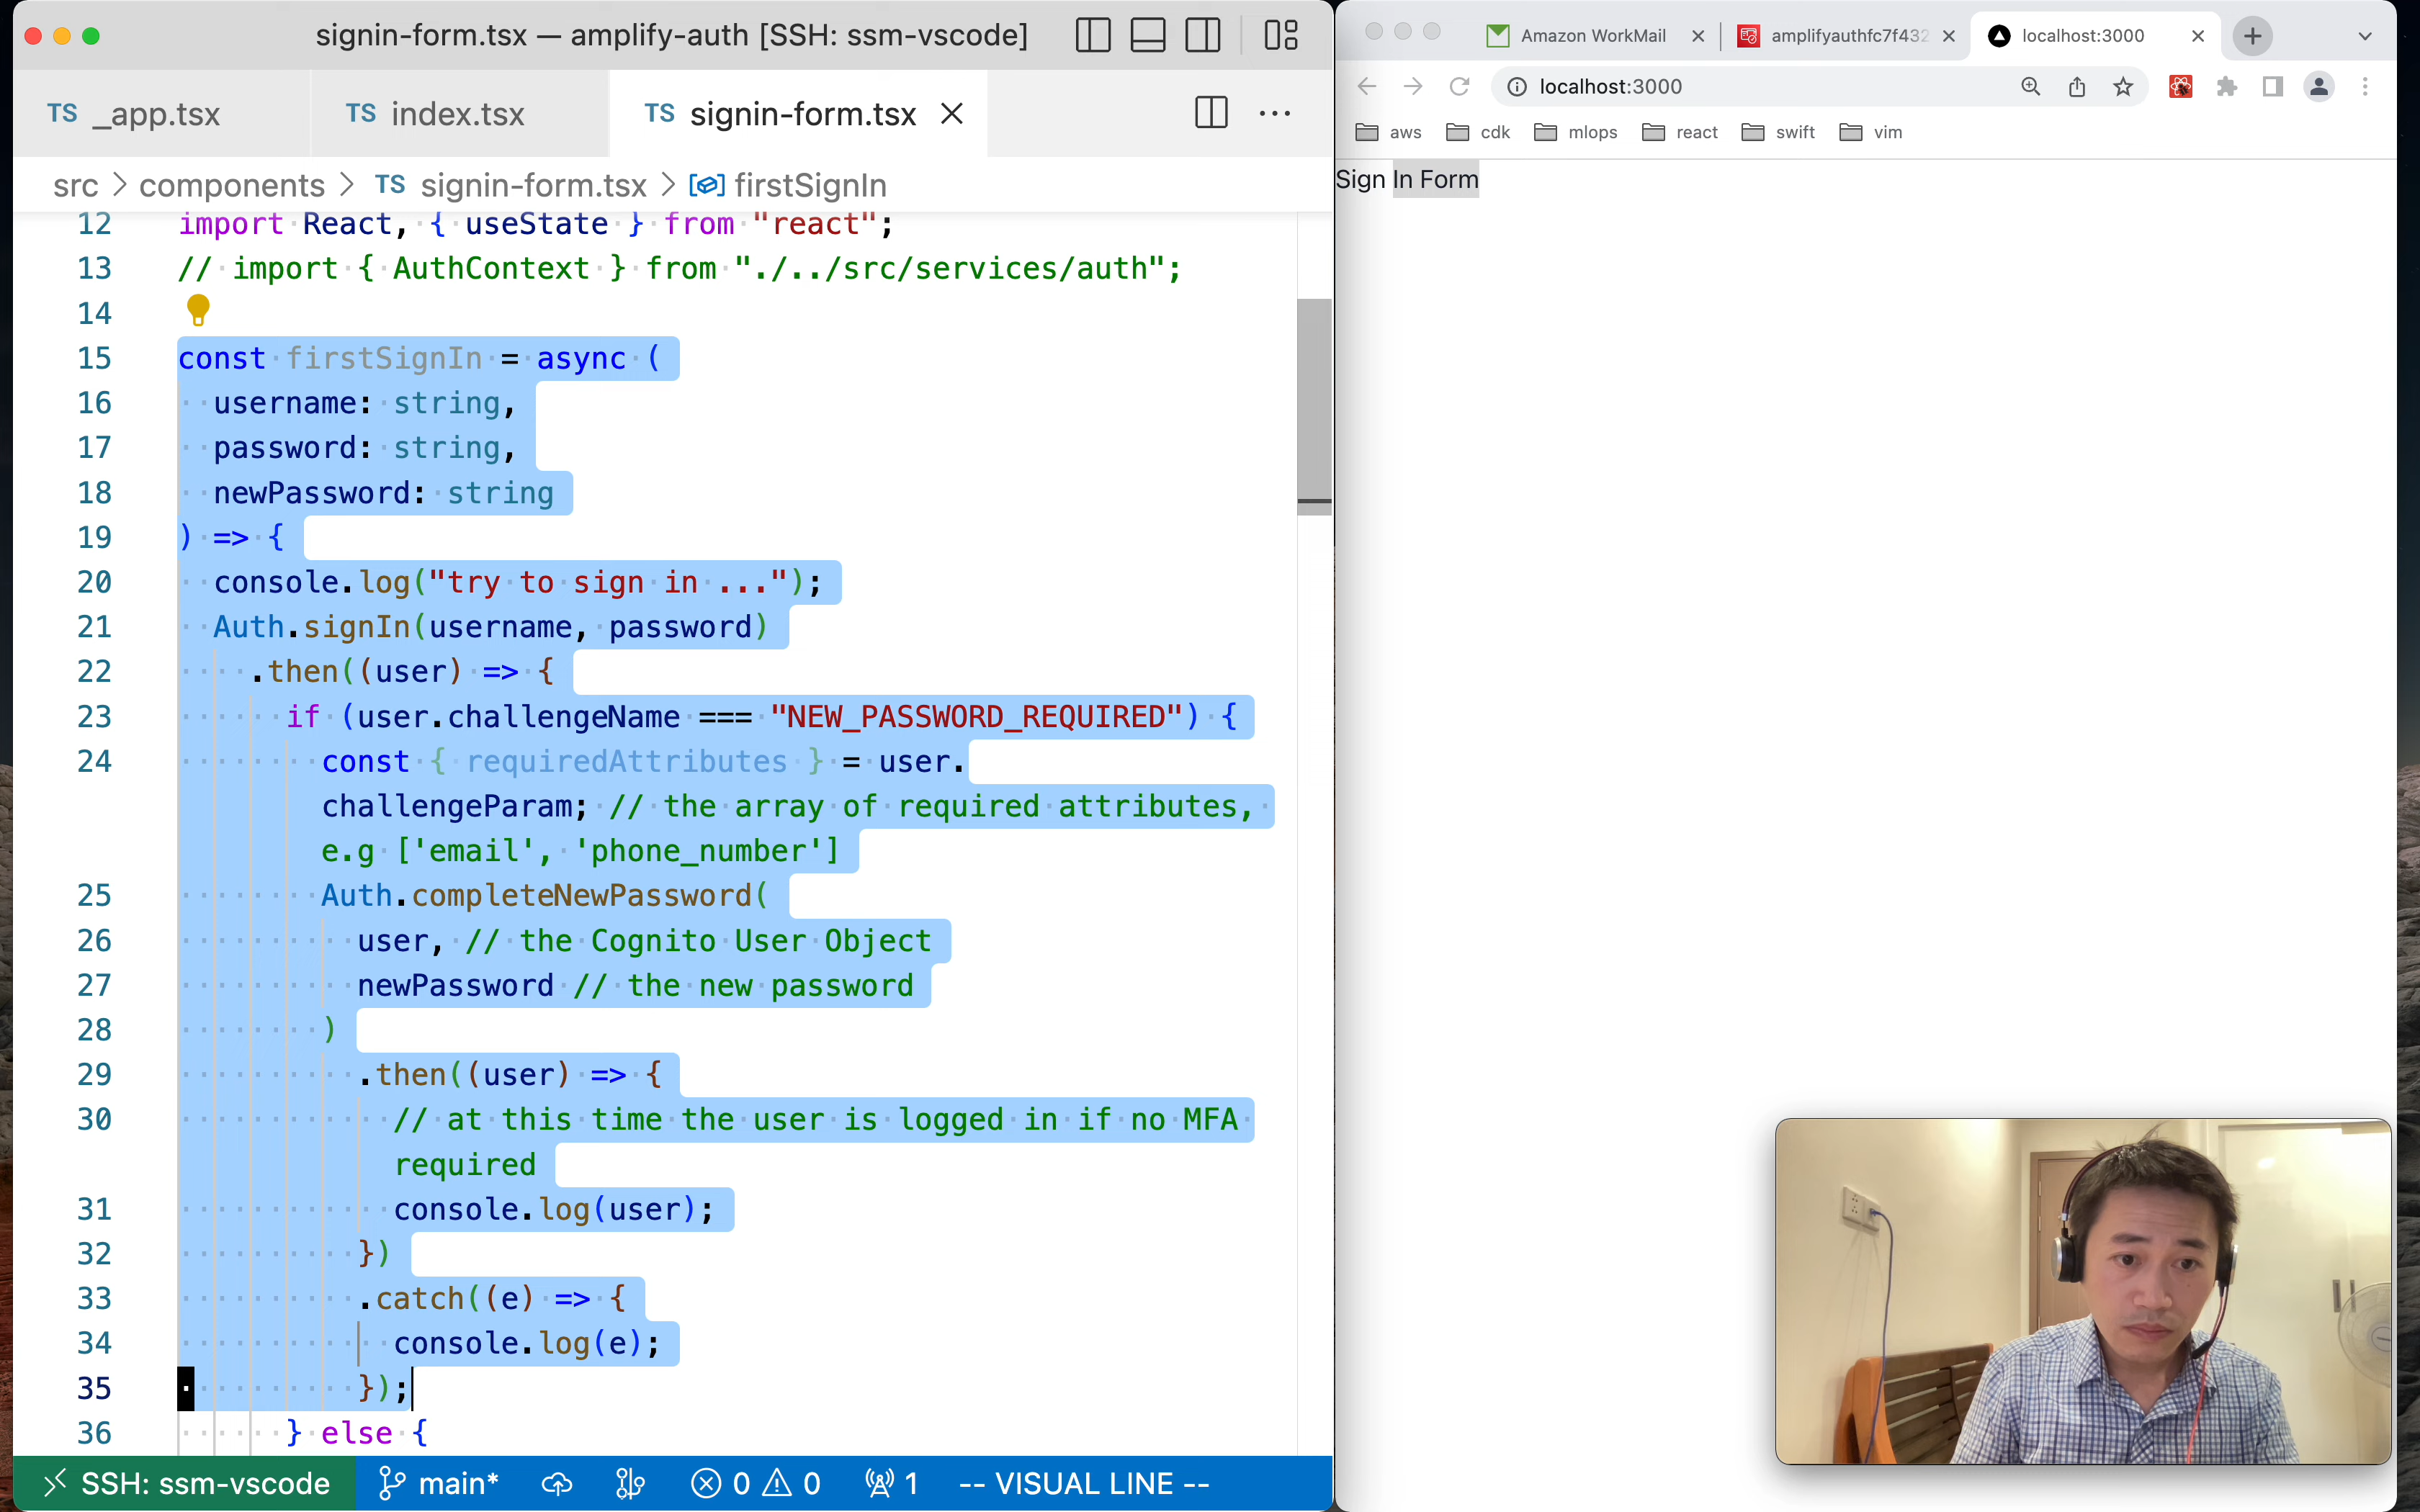 signin-form.tsx — amplify-auth [SSH: ssm-vscode]
TS _app.tsx
TS index.tsx
TS signin-form.tsx
src > components > TS signin-form.tsx > firstSignIn
12 import React, { useState } from "react";
13 // import { AuthContext } from "./../src/services/auth";
14
15 const firstSignIn = async (
16 username: string,
17 password: string,
18 newPassword: string
19 ) => {
20 console.log("try to sign in ...");
21 Auth.signIn(username, password)
22 .then((user) => {
23 if (user.challengeName === "NEW_PASSWORD_REQUIRED") {
24 const { requiredAttributes } = user.
challengeParam; // the array of required attributes,
e.g ['email', 'phone_number']
25 Auth.completeNewPassword(
26 user, // the Cognito User Object
27 newPassword // the new password
28 )
29 .then((user) => {
30 // at this time the user is logged in if no MFA
required
31 console.log(user);
32 })
33 .catch((e) => {
34 console.log(e);
35 });
36 } else {
SSH: ssm-vscode main* 0 0 1 -- VISUAL LINE --
Amazon WorkMail
amplifyauthfc7f432
localhost:3000
localhost:3000
aws cdk mlops react swift vim
Sign In Form